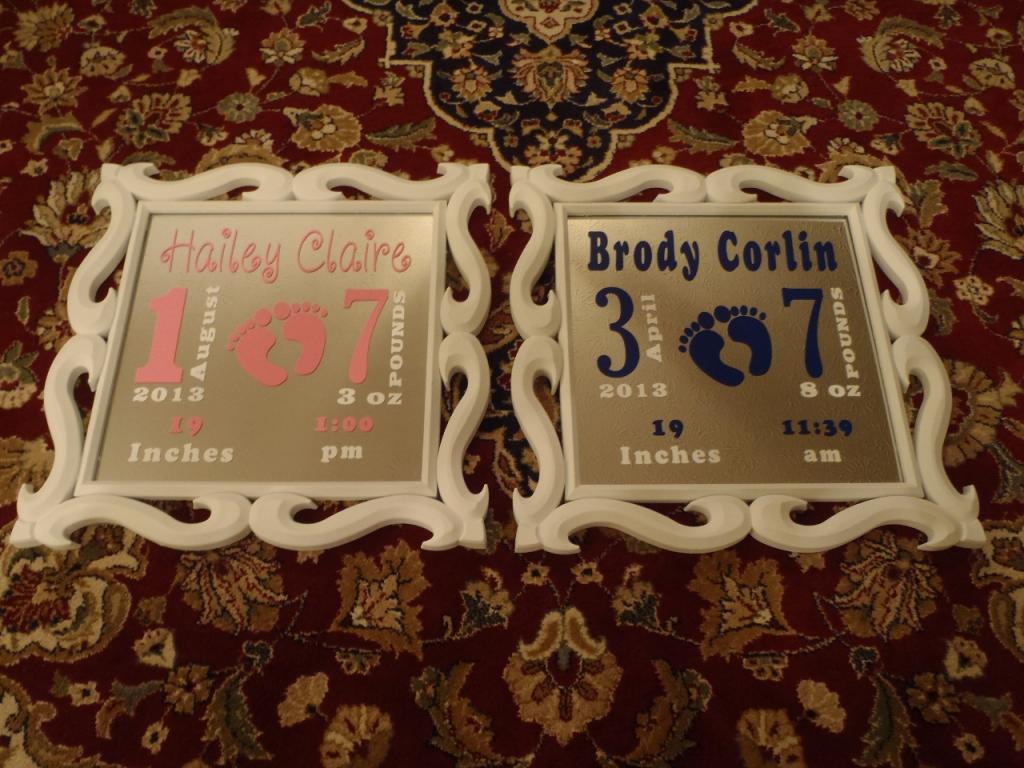 Hailey Claire
1 August 7 POUNDS
2013 3 oz
19 1:00
Inches pm
Brody Corlin
3 April 7 POUNDS
2013 8 oz
19 11:39
Inches am